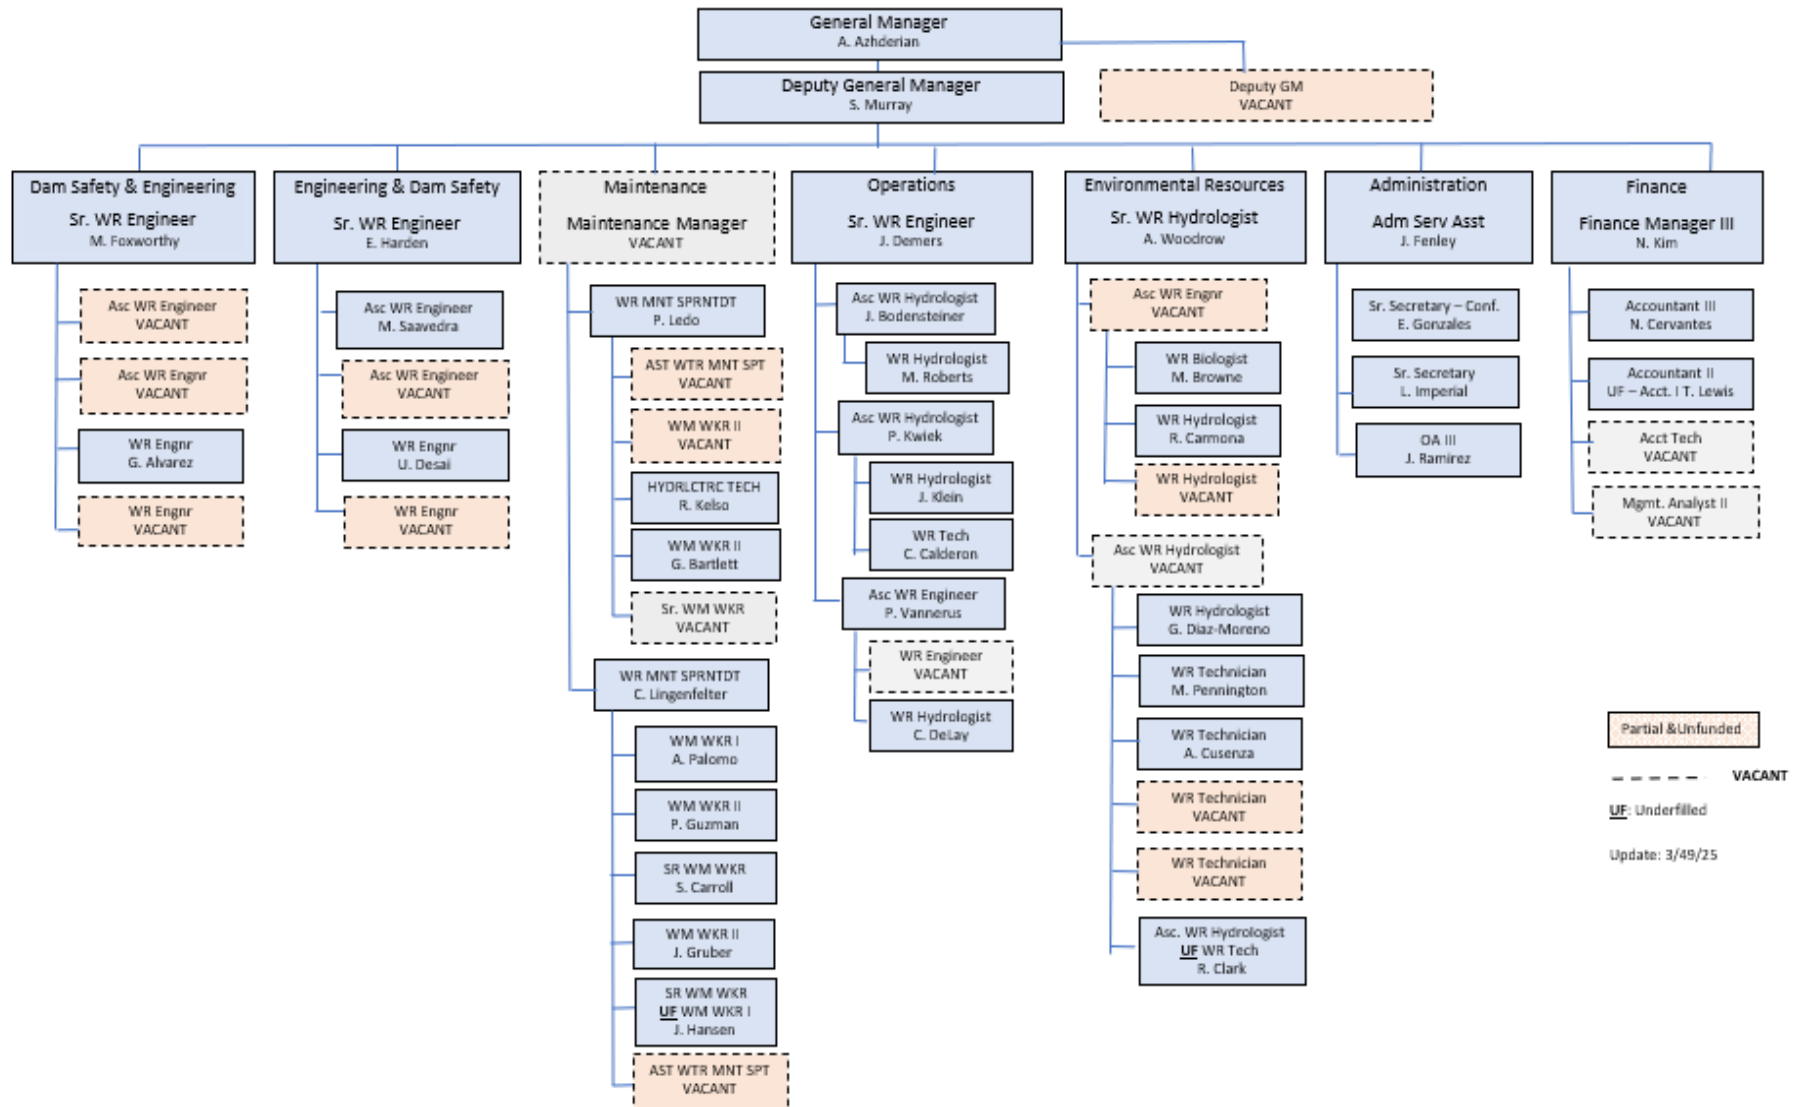 General Manager
A. Azhderian
Deputy General Manager
S. Murray
Deputy GM
VACANT
Dam Safety & Engineering
Sr. WR Engineer
M. Foxworthy
Asc WR Engineer
VACANT
Asc WR Engnr
VACANT
WR Engnr
G. Alvarez
WR Engnr
VACANT
Engineering & Dam Safety
Sr. WR Engineer
E. Harden
Asc WR Engineer
M. Saavedra
Asc WR Engineer
VACANT
WR Engnr
U. Desai
WR Engnr
VACANT
Maintenance
Maintenance Manager
VACANT
WR MNT SPRNTDT
P. Ledo
AST WTR MNT SPT
VACANT
WM WKR II
VACANT
HYDRLCTRC TECH
R. Kelso
WM WKR II
G. Bartlett
Sr. WM WKR
VACANT
WR MNT SPRNTDT
C. Lingenfelter
WM WKR I
A. Palomo
WM WKR II
P. Guzman
SR WM WKR
S. Carroll
WM WKR II
J. Gruber
SR WM WKR
UF WM WKR I
J. Hansen
AST WTR MNT SPT
VACANT
Operations
Sr. WR Engineer
J. Demers
Asc WR Hydrologist
J. Bodensteiner
WR Hydrologist
M. Roberts
Asc WR Hydrologist
P. Kwiek
WR Hydrologist
J. Klein
WR Tech
C. Calderon
Asc WR Engineer
P. Vannerus
WR Engineer
VACANT
WR Hydrologist
C. DeLay
Environmental Resources
Sr. WR Hydrologist
A. Woodrow
Asc WR Engnr
VACANT
WR Biologist
M. Browne
WR Hydrologist
R. Carmona
WR Hydrologist
VACANT
Asc WR Hydrologist
VACANT
WR Hydrologist
G. Diaz-Moreno
WR Technician
M. Pennington
WR Technician
A. Cusenza
WR Technician
VACANT
WR Technician
VACANT
Asc. WR Hydrologist
UF WR Tech
R. Clark
Administration
Adm Serv Asst
J. Fenley
Sr. Secretary – Conf.
E. Gonzales
Sr. Secretary
L. Imperial
OA III
J. Ramirez
Finance
Finance Manager III
N. Kim
Accountant III
N. Cervantes
Accountant II
UF – Acct. I T. Lewis
Acct Tech
VACANT
Mgmt. Analyst II
VACANT
Partial &Unfunded
VACANT
UF: Underfilled
Update: 3/49/25